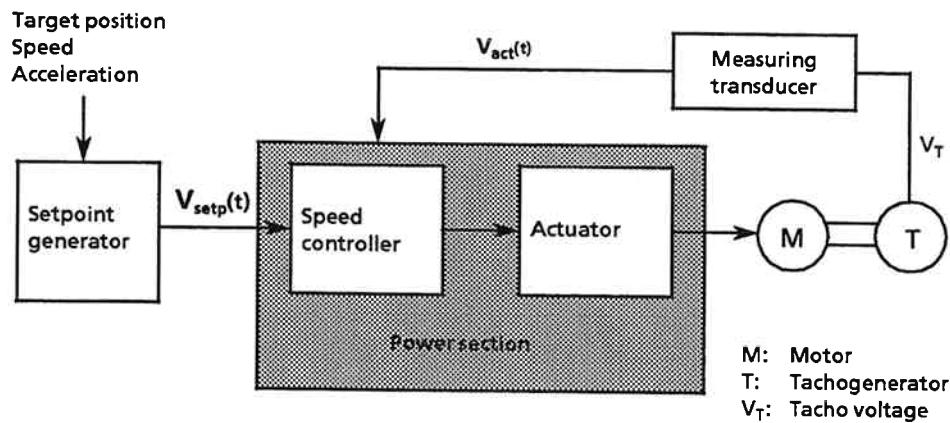 Target position
Speed
Acceleration
V_act(t)
Measuring
transducer
V_T
Setpoint
generator
V_setp(t)
Speed
controller
Actuator
M
T
Power section
M: Motor
T: Tachogenerator
V_T: Tacho voltage